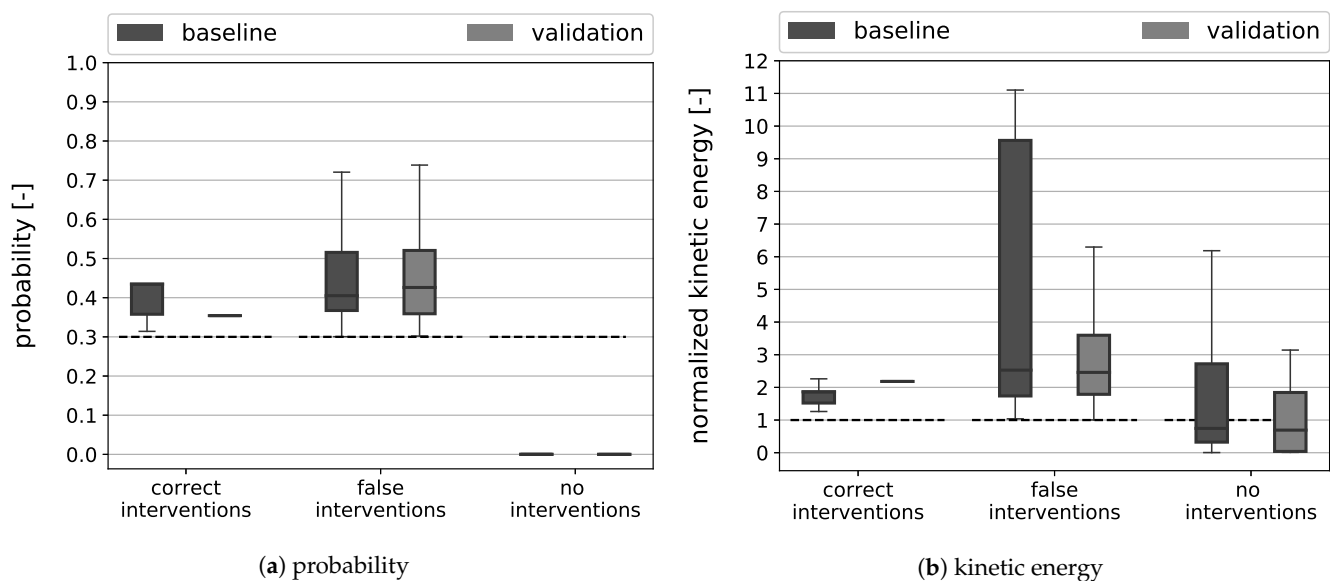 baseline validation
1.0
0.9
0.8
0.7
0.6
0.5
0.4
0.3
0.2
0.1
0.0
probability [-]
correct interventions
false interventions
no interventions
(a) probability
baseline validation
12
11
10
9
8
7
6
5
4
3
2
1
0
normalized kinetic energy [-]
correct interventions
false interventions
no interventions
(b) kinetic energy